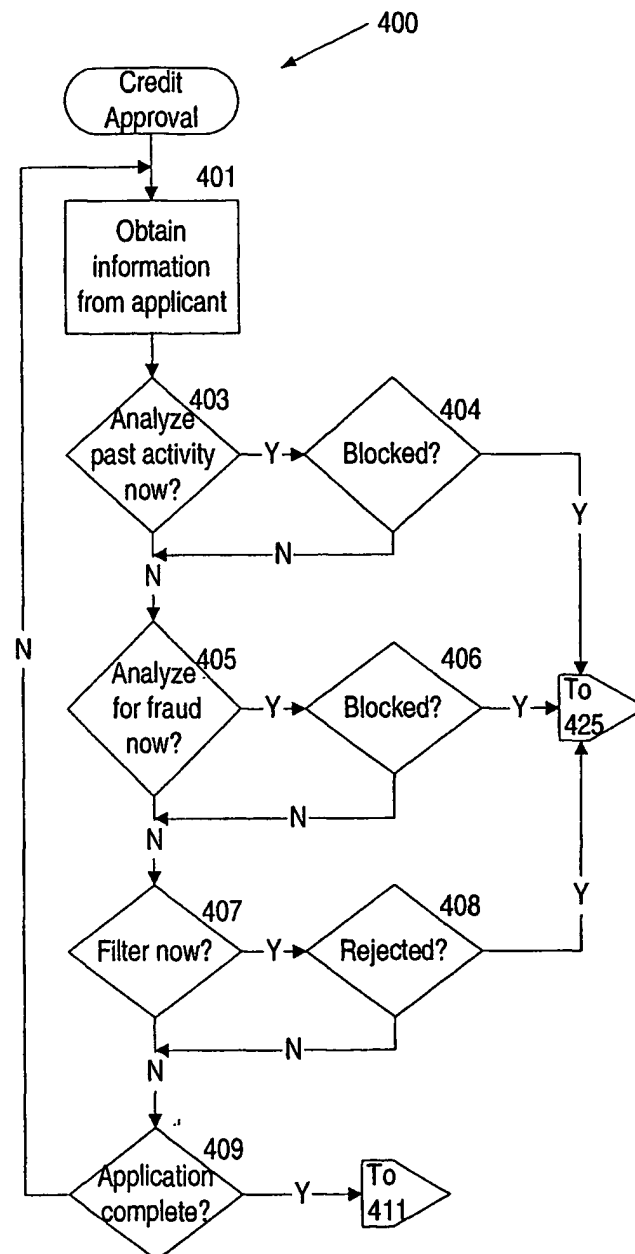 400
Credit
Approval
401
Obtain
information
from applicant
403
Analyze
past activity
now?
Y
404
Blocked?
Y
N
N
405
Analyze
for fraud
now?
Y
406
Blocked?
Y
To
425
N
N
N
407
Filter now?
Y
408
Rejected?
Y
N
N
409
Application
complete?
Y
To
411